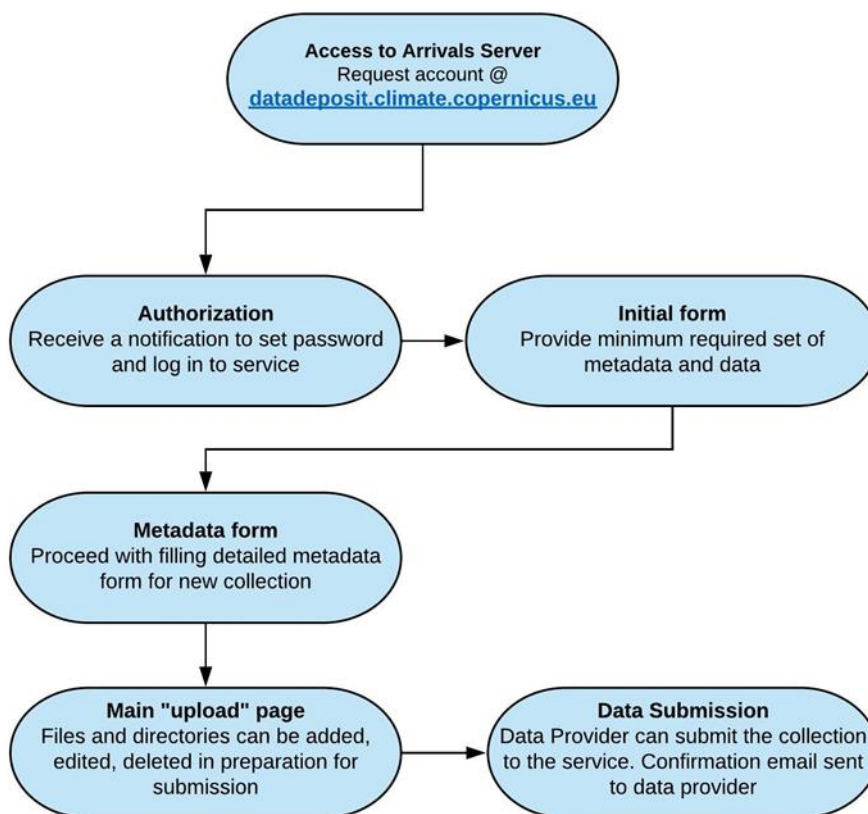 Access to Arrivals Server
Request account @
datadeposit.climate.copernicus.eu
Authorization
Receive a notification to set password
and log in to service
Initial form
Provide minimum required set of
metadata and data
Metadata form
Proceed with filling detailed metadata
form for new collection
Main "upload" page
Files and directories can be added,
edited, deleted in preparation for
submission
Data Submission
Data Provider can submit the collection
to the service. Confirmation email sent
to data provider